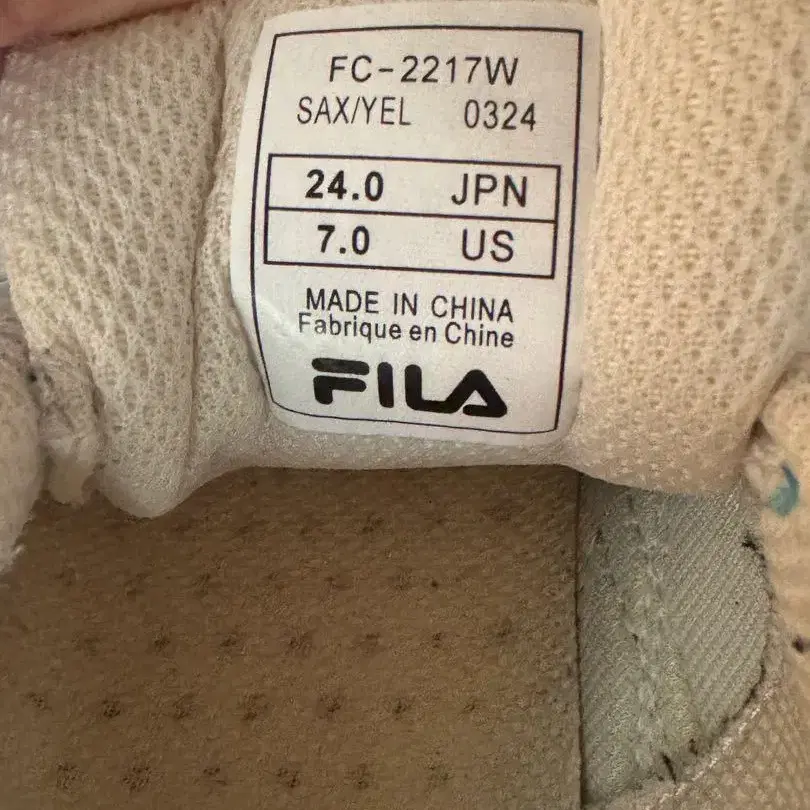 FC-2217W
SAX/YEL 0324
24.0 JPN
7.0 US
MADE IN CHINA
Fabrique en Chine
FILA